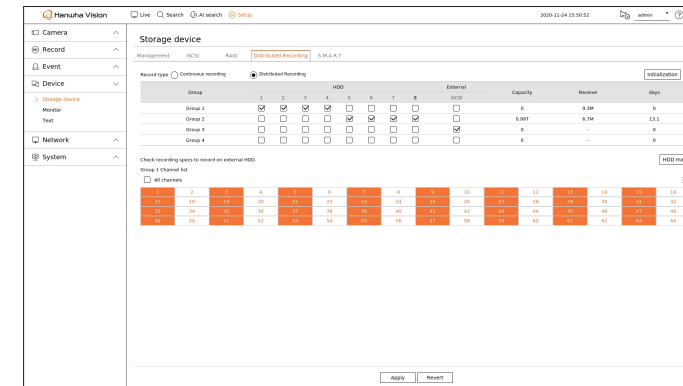 Hanwha Vision
Live Search AI search Setup 2020-11-24 15:50:52 admin
Camera
Record
Event
Device
> Storage device
Monitor
Text
Network
System
Storage device
Management iSCSI RAID Distributed Recording S.M.A.R.T
Record type Continuous recording Distributed Recording Initialization
Group HDD External Capacity Receive days
1 2 3 4 5 6 7 8 iSCSI
Group 1 0 9.3M 0
Group 2 0.99T 6.7M 13.1
Group 3 0 - 0
Group 4 0 - 0
Check recording specs to record on external HDD. HDD ma
Group 1 Channel list
All channels
1 2 3 4 5 6 7 8 9 10 11 12 13 14 15 16
17 18 19 20 21 22 23 24 25 26 27 28 29 30 31 32
33 34 35 36 37 38 39 40 41 42 43 44 45 46 47 48
49 50 51 52 53 54 55 56 57 58 59 60 61 62 63 64
Apply Revert